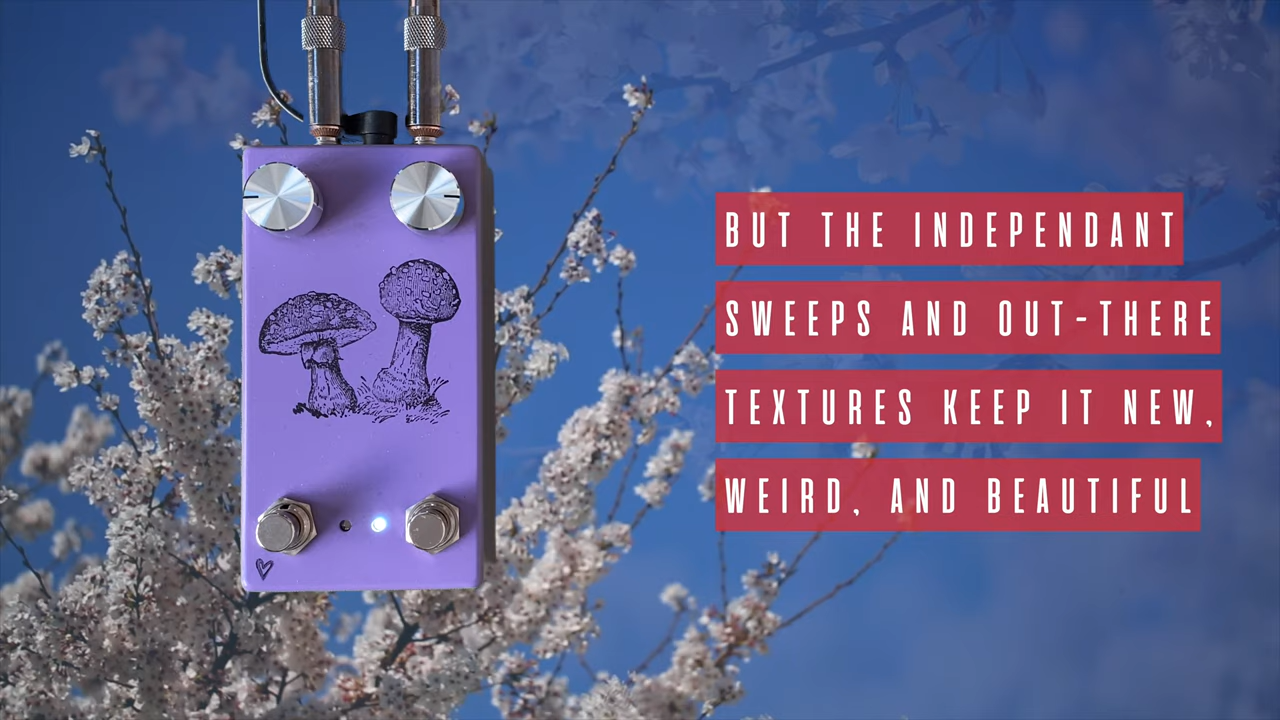 BUT THE INDEPENDANT
SWEEPS AND OUT-THERE
TEXTURES KEEP IT NEW,
WEIRD, AND BEAUTIFUL